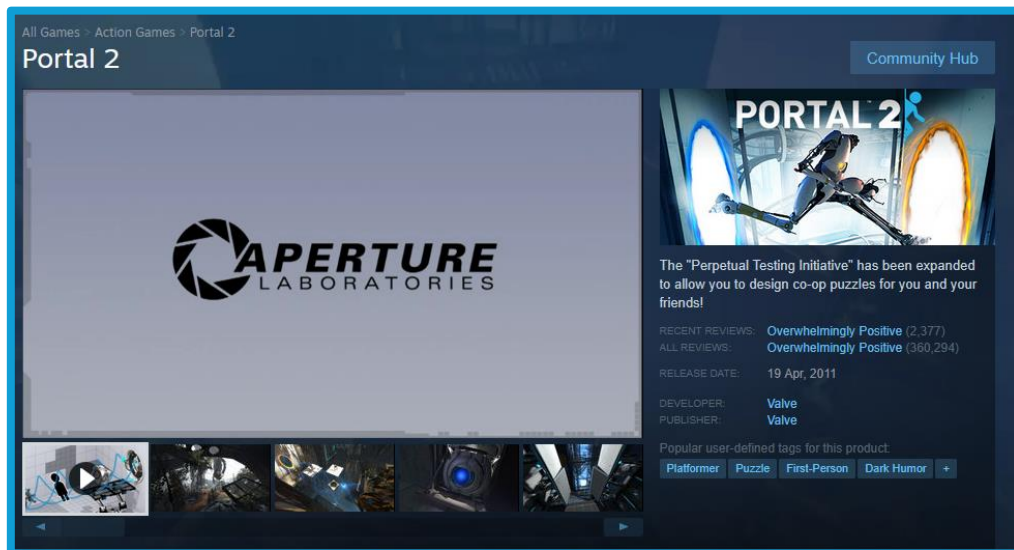 All Games > Action Games > Portal 2
Portal 2
Community Hub
APERTURE
LABORATORIES
PORTAL 2
The "Perpetual Testing Initiative" has been expanded
to allow you to design co-op puzzles for you and your
friends!
RECENT REVIEWS: Overwhelmingly Positive (2,377)
ALL REVIEWS: Overwhelmingly Positive (360,294)
RELEASE DATE: 19 Apr, 2011
DEVELOPER: Valve
PUBLISHER: Valve
Popular user-defined tags for this product:
Platformer Puzzle First-Person Dark Humor +